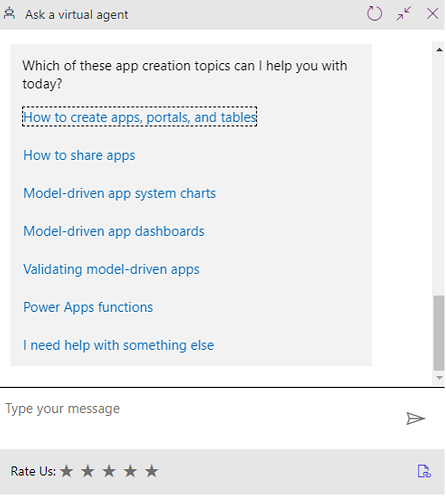 Ask a virtual agent
Which of these app creation topics can I help you with
today?
How to create apps, portals, and tables
How to share apps
Model-driven app system charts
Model-driven app dashboards
Validating model-driven apps
Power Apps functions
I need help with something else
Type your message
Rate Us: